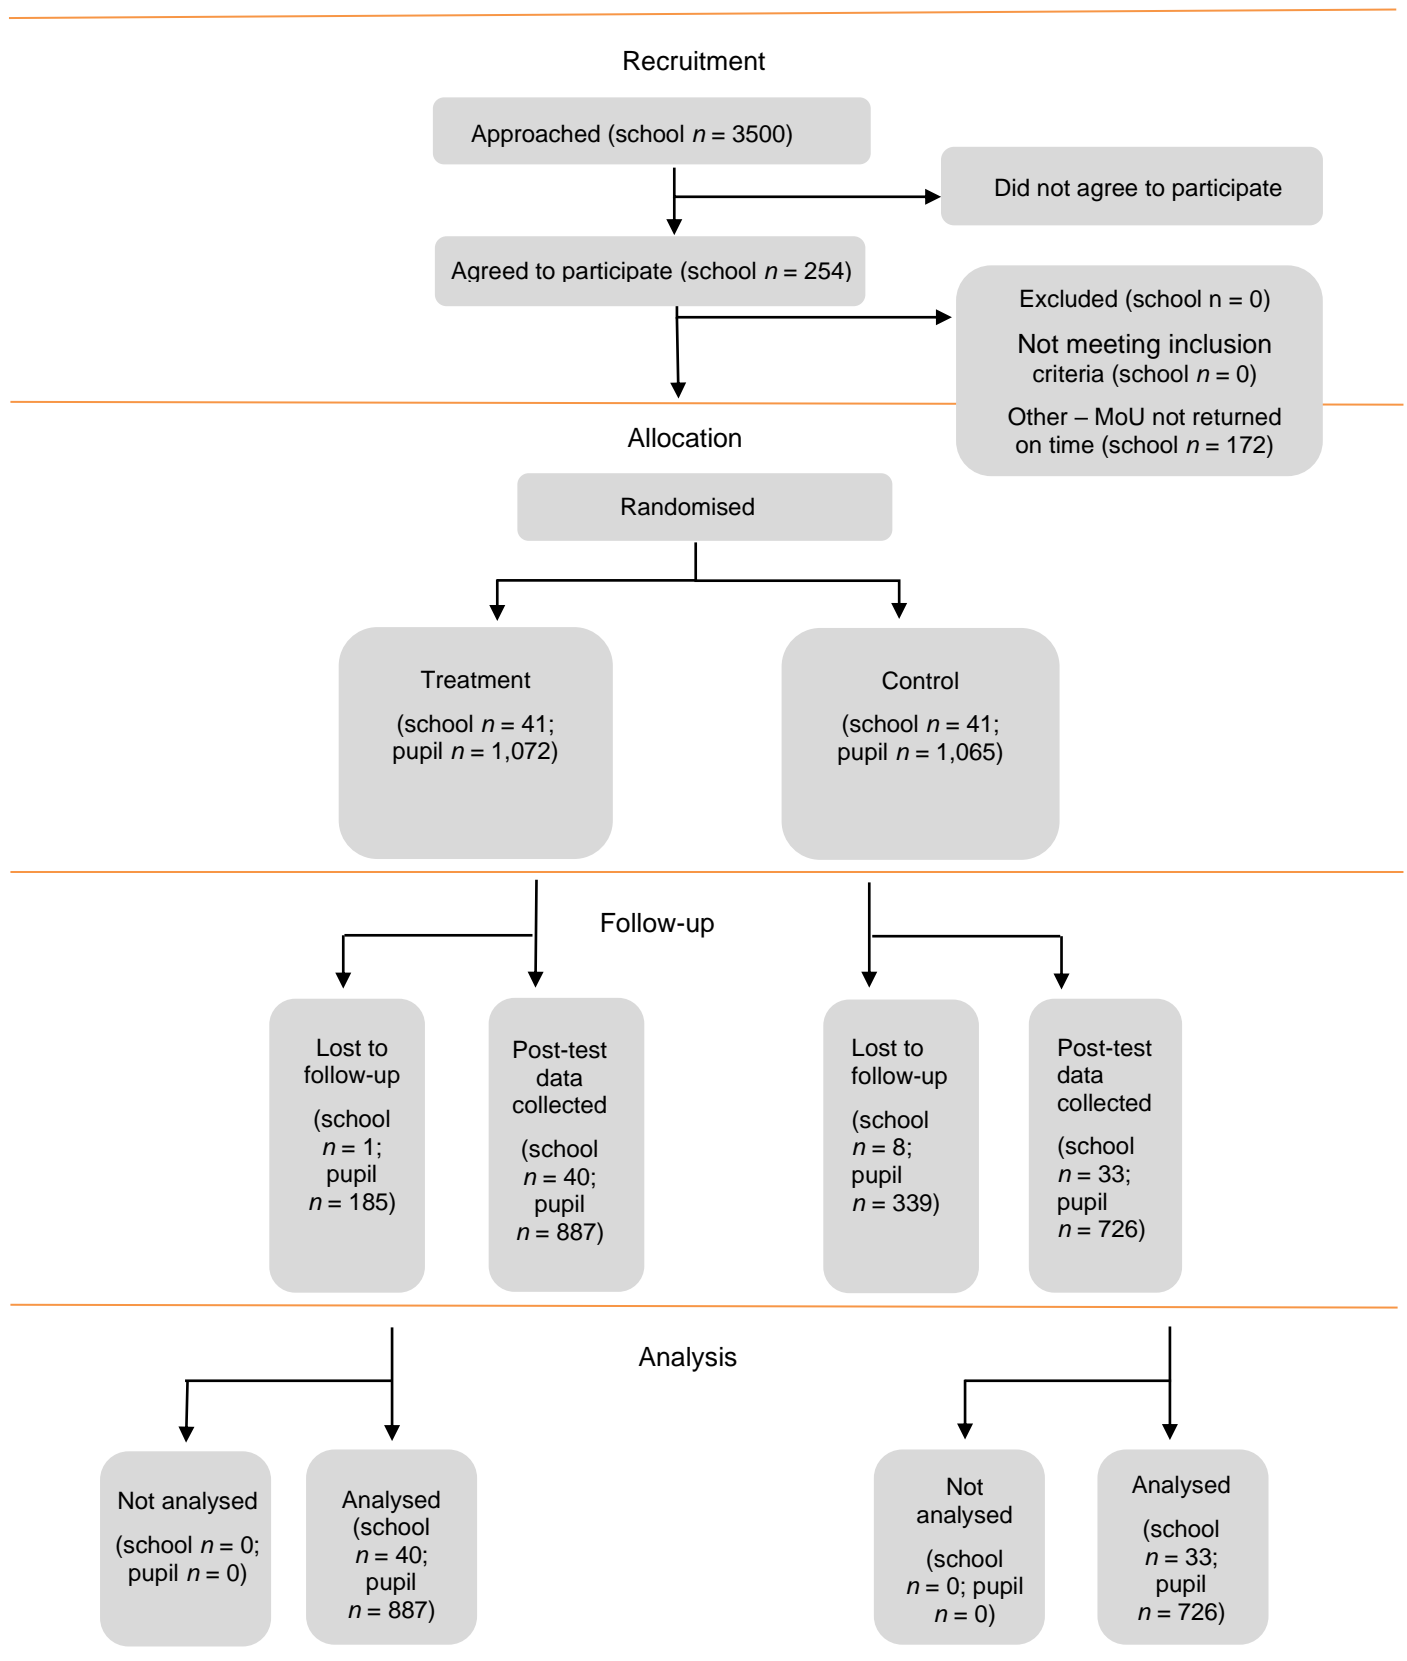 Recruitment
Approached (school n = 3500)
Did not agree to participate
Agreed to participate (school n = 254)
Excluded (school n = 0)
Not meeting inclusion
criteria (school n = 0)
Other – MoU not returned
on time (school n = 172)
Allocation
Randomised
Treatment
(school n = 41;
pupil n = 1,072)
Control
(school n = 41;
pupil n = 1,065)
Follow-up
Lost to
follow-up
(school
n = 1;
pupil
n = 185)
Post-test
data
collected
(school
n = 40;
pupil
n = 887)
Lost to
follow-up
(school
n = 8;
pupil
n = 339)
Post-test
data
collected
(school
n = 33;
pupil
n = 726)
Analysis
Not analysed
(school n = 0;
pupil n = 0)
Analysed
(school
n = 40;
pupil
n = 887)
Not
analysed
(school
n = 0; pupil
n = 0)
Analysed
(school
n = 33;
pupil
n = 726)